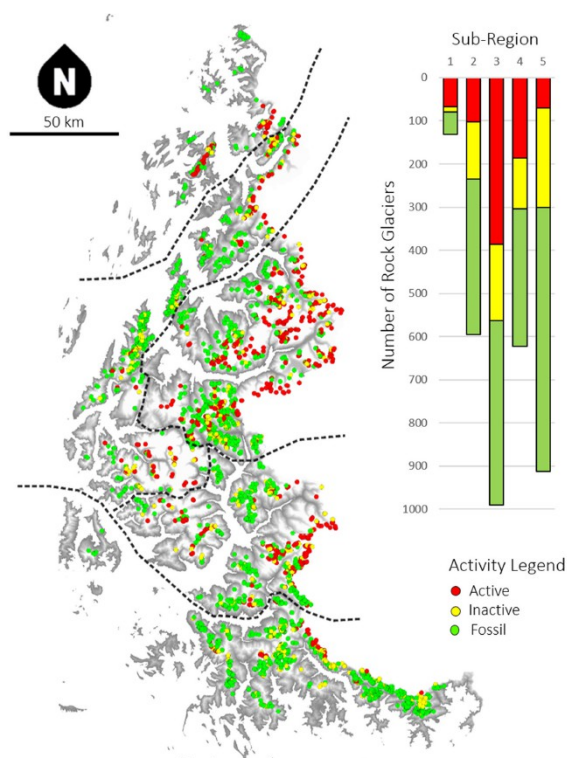 N
50 km
Sub-Region
1 2 3 4 5
0
100
200
300
400
500
600
700
800
900
1000
Number of Rock Glaciers
Activity Legend
Active
Inactive
Fossil